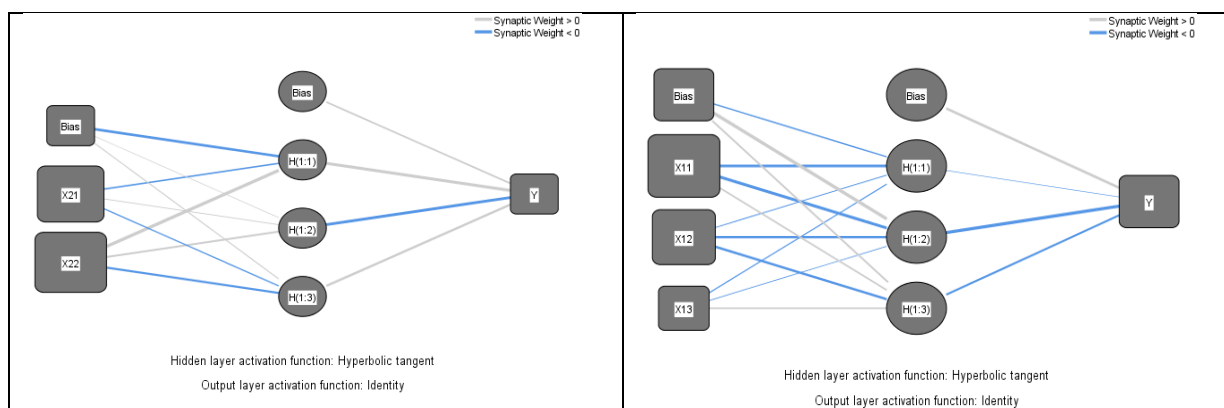 Synaptic Weight > 0
Synaptic Weight < 0
Bias
Bias
H(1:1)
X21
Y
H(1:2)
X22
H(1:3)
Hidden layer activation function: Hyperbolic tangent
Output layer activation function: Identity
Synaptic Weight > 0
Synaptic Weight < 0
Bias
Bias
X11
H(1:1)
Y
X12
H(1:2)
X13
H(1:3)
Hidden layer activation function: Hyperbolic tangent
Output layer activation function: Identity